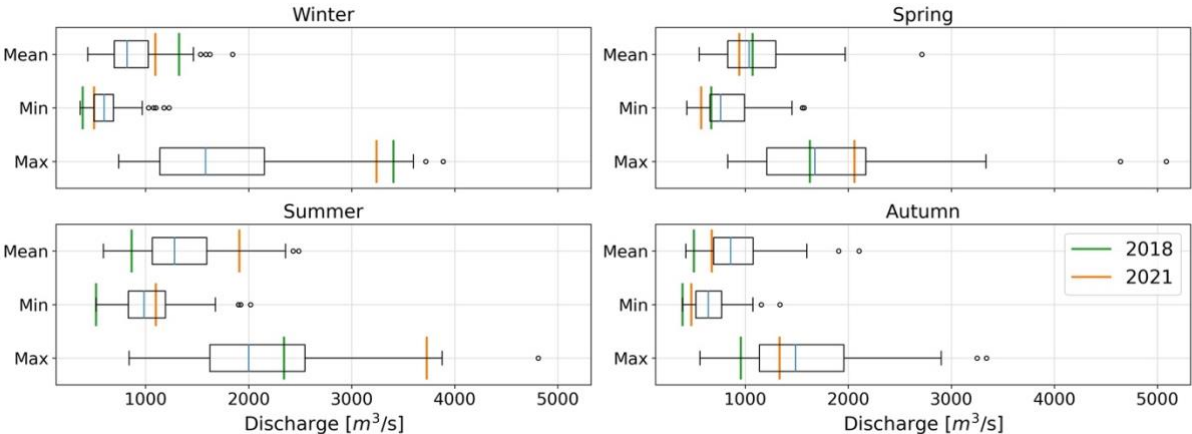 Winter
Spring
Mean
Min
Max
Mean
Min
Max
Summer
Autumn
Mean
Min
Max
Mean
Min
Max
2018
2021
1000 2000 3000 4000 5000
1000 2000 3000 4000 5000
Discharge [m³/s]
Discharge [m³/s]